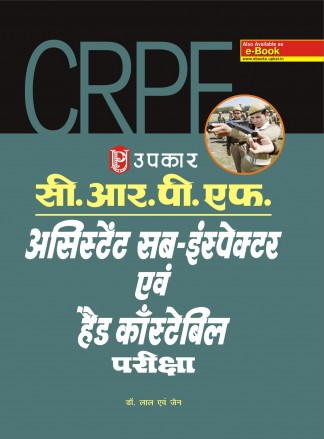 CRPF
Also Available as
e-Book
www.ebooks.upkar.in
उपकार
सी.आर.पी.एफ.
असिस्टेंट सब-इंस्पेक्टर
एवं
हैड काँस्टेबिल
परीक्षा
डॉ. लाल एवं जैन